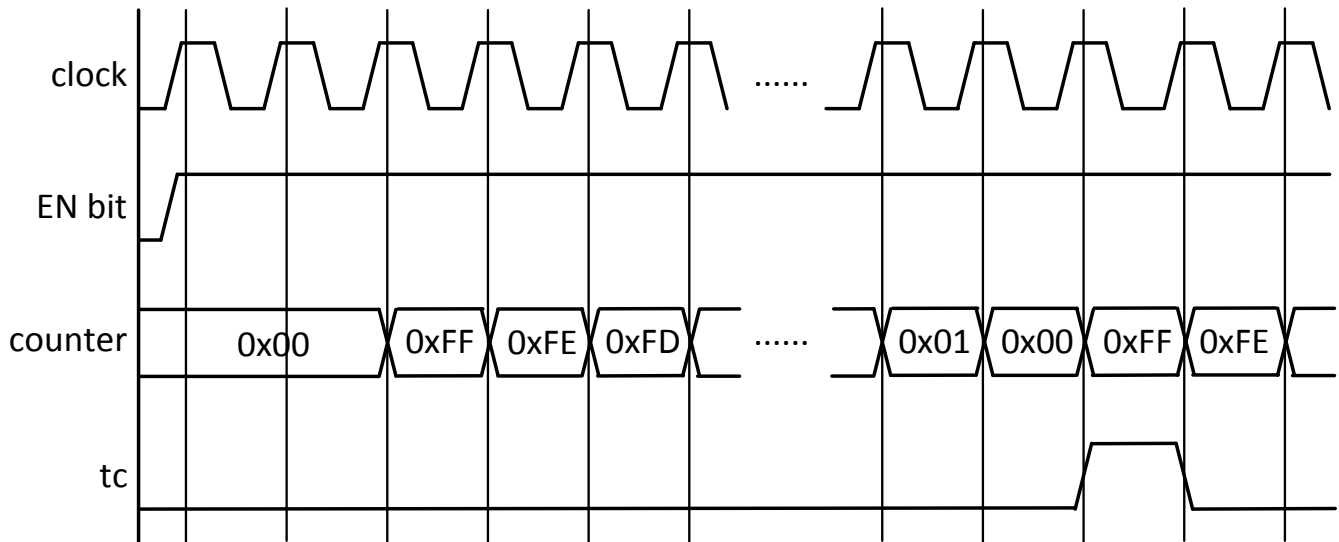 clock ......
EN bit
counter 0x00 0xFF 0xFE 0xFD ...... 0x01 0x00 0xFF 0xFE
tc